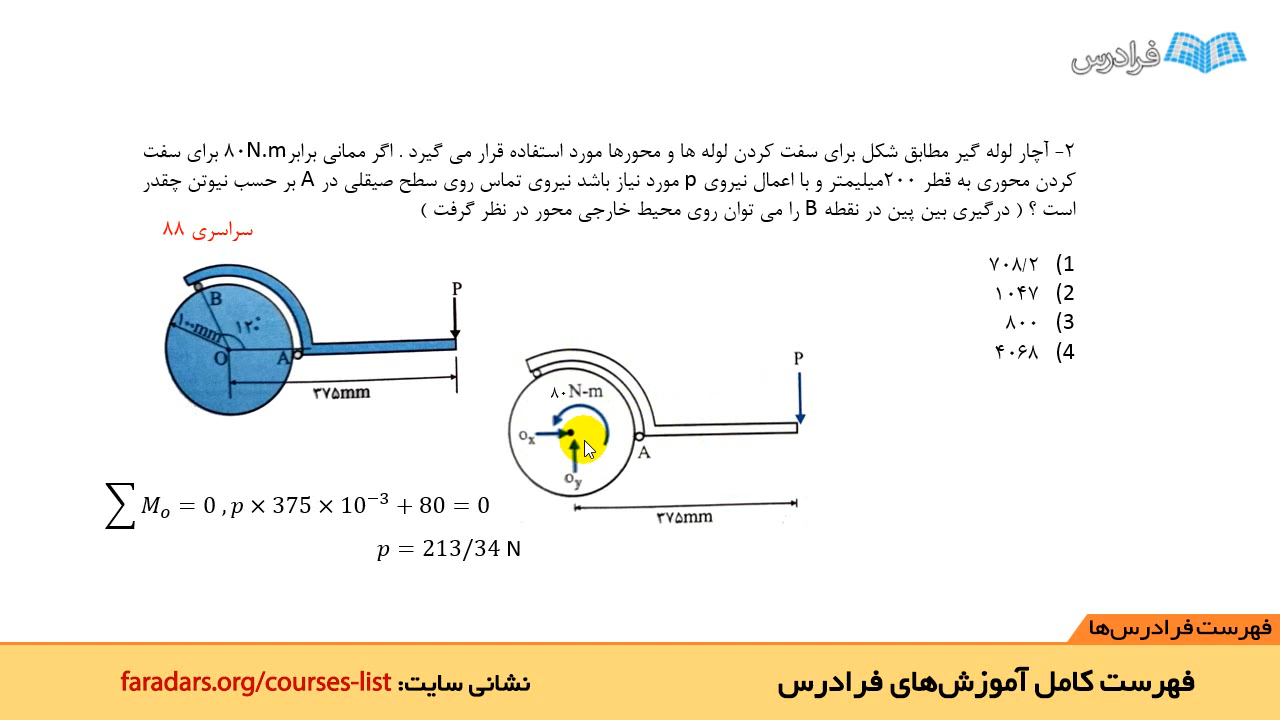 فرادرس
۲- آچار لوله گیر مطابق شکل برای سفت کردن لوله ها و محورها مورد استفاده قرار می گیرد . اگر ممانی برابر ۸۰N.m برای سفت
کردن محوری به قطر ۲۰۰میلیمتر و با اعمال نیروی p مورد نیاز باشد نیروی تماس روی سطح صیقلی در A بر حسب نیوتن چقدر
است ؟ ( درگیری بین پین در نقطه B را می توان روی محیط خارجی محور در نظر گرفت )
سراسری ۸۸
1) ۷۰۸/۲
2) ۱۰۴۷
3) ۸۰۰
4) ۴۰۶۸
P
B
۱۰۰mm
۱۲۰°
O
A
۳۷۵mm
P
۸۰N-m
Ox
A
Oy
۳۷۵mm
∑ Mₒ = 0 , p × 375 × 10⁻³ + 80 = 0
p = 213/34 N
فهرست فرادرس‌ها
فهرست کامل آموزش‌های فرادرس
نشانی سایت: faradars.org/courses-list